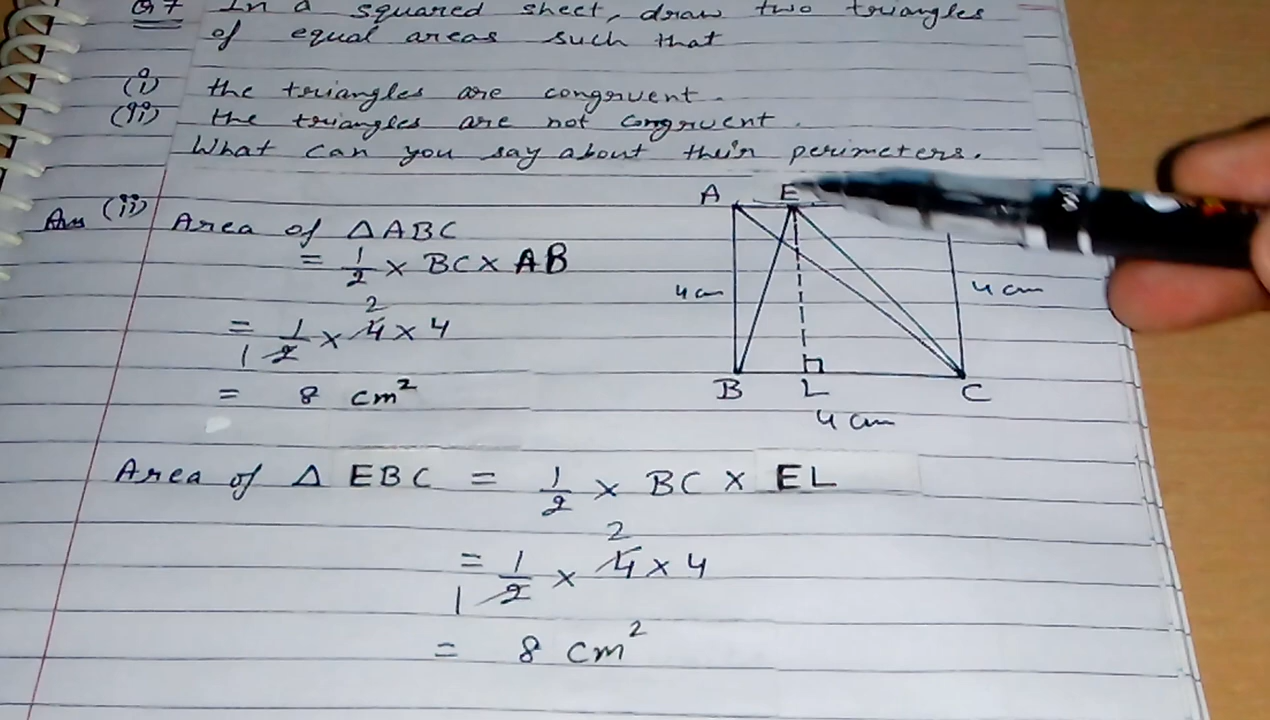 Q.7 In a squared sheet, draw two triangles
of equal areas such that
(i) the triangles are congruent.
(ii) the triangles are not congruent.
What can you say about their perimeters.
Ans (ii) Area of △ABC
= 1/2 × BC × AB
= 1/2 × 4 × 4
2
1
= 8 cm²
A E
4 cm
4 cm
B L C
4 cm
Area of △ EBC = 1/2 × BC × EL
2
= 1/2 × 4 × 4
1
= 8 cm²